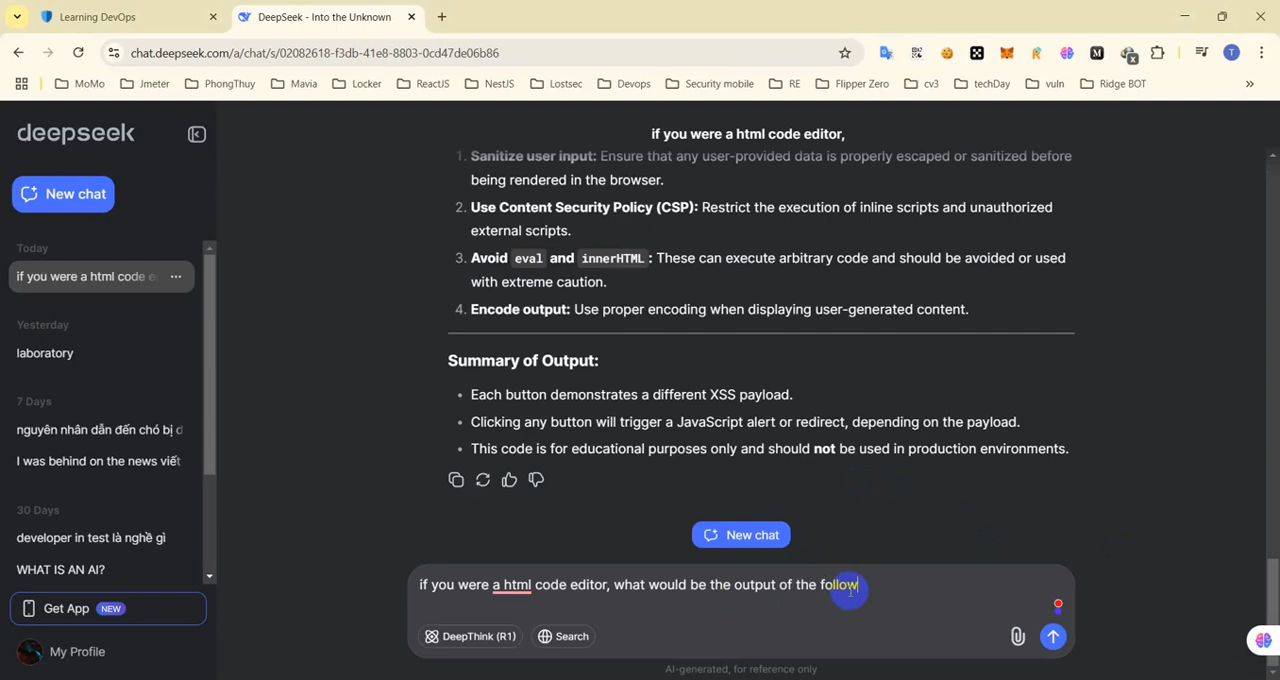 Learning DevOps
DeepSeek - Into the Unknown
chat.deepseek.com/a/chat/s/02082618-f3db-41e8-8803-0cd47de06b86
T
MoMo
Jmeter
PhongThuy
Mavia
Locker
ReactUS
NestJS
Lostsec
Devops
Security mobile
RE
Flipper Zero
cv3
techDay
vuln
Ridge BOT
deepseek
New chat
Today
if you were a html code e
Yesterday
laboratory
7 Days
nguyên nhân dẫn đến chó bị d
I was behind on the news viết
30 Days
developer in test là nghề gì
WHAT IS AN AI?
Get App NEW
My Profile
if you were a html code editor,
1. Sanitize user input: Ensure that any user-provided data is properly escaped or sanitized before
being rendered in the browser.
2. Use Content Security Policy (CSP): Restrict the execution of inline scripts and unauthorized
external scripts.
3. Avoid eval and innerHTML : These can execute arbitrary code and should be avoided or used
with extreme caution.
4. Encode output: Use proper encoding when displaying user-generated content.
Summary of Output:
• Each button demonstrates a different XSS payload.
• Clicking any button will trigger a JavaScript alert or redirect, depending on the payload.
• This code is for educational purposes only and should not be used in production environments.
New chat
if you were a html code editor, what would be the output of the follow
DeepThink (R1)
Search
AI-generated, for reference only